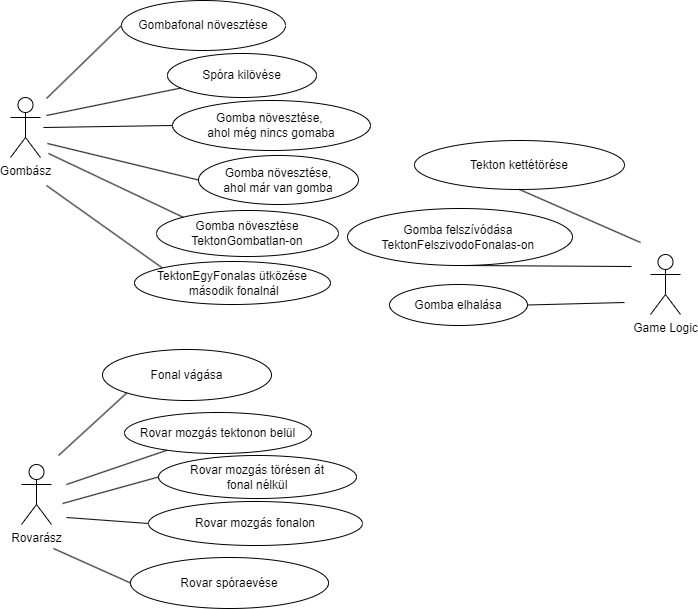 Gombafonal növesztése
Spóra kilövése
Gomba növesztése,
ahol még nincs gomaba
Gombász
Gomba növesztése,
ahol már van gomba
Gomba növesztése
TektonGombatlan-on
TektonEgyFonalas ütközése
második fonalnál
Tekton kettétörése
Gomba felszívódása
TektonFelszivodoFonalas-on
Gomba elhalása
Game Logic
Fonal vágása
Rovar mozgás tektonon belül
Rovar mozgás törésen át
fonal nélkül
Rovar mozgás fonalon
Rovarász
Rovar spóraevése